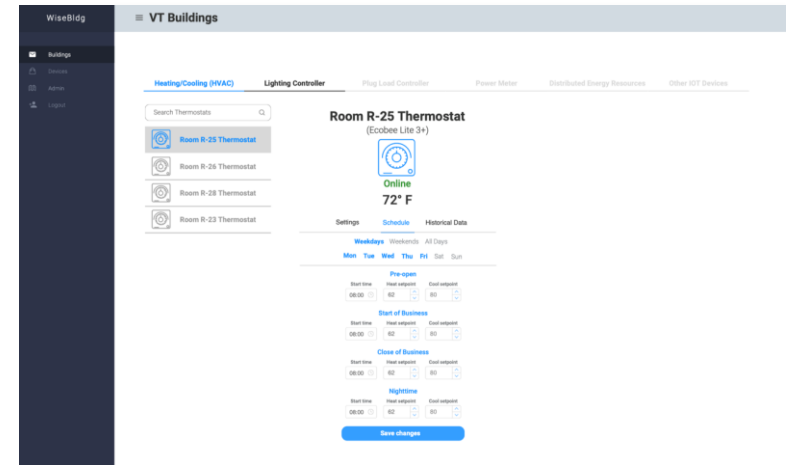 WiseBldg
≡ VT Buildings
Buildings
Devices
Admin
Logout
Heating/Cooling (HVAC) Lighting Controller Plug Load Controller Power Meter Distributed Energy Resources Other IOT Devices
Search Thermostats
Room R-25 Thermostat
Room R-26 Thermostat
Room R-28 Thermostat
Room R-23 Thermostat
Room R-25 Thermostat
(Ecobee Lite 3+)
Online
72° F
Settings Schedule Historical Data
Weekdays Weekends All Days
Mon Tue Wed Thu Fri Sat Sun
Pre-open
Start time Heat setpoint Cool setpoint
08:00 62 80
Start of Business
Start time Heat setpoint Cool setpoint
08:00 62 80
Close of Business
Start time Heat setpoint Cool setpoint
08:00 62 80
Nighttime
Start time Heat setpoint Cool setpoint
08:00 62 80
Save changes